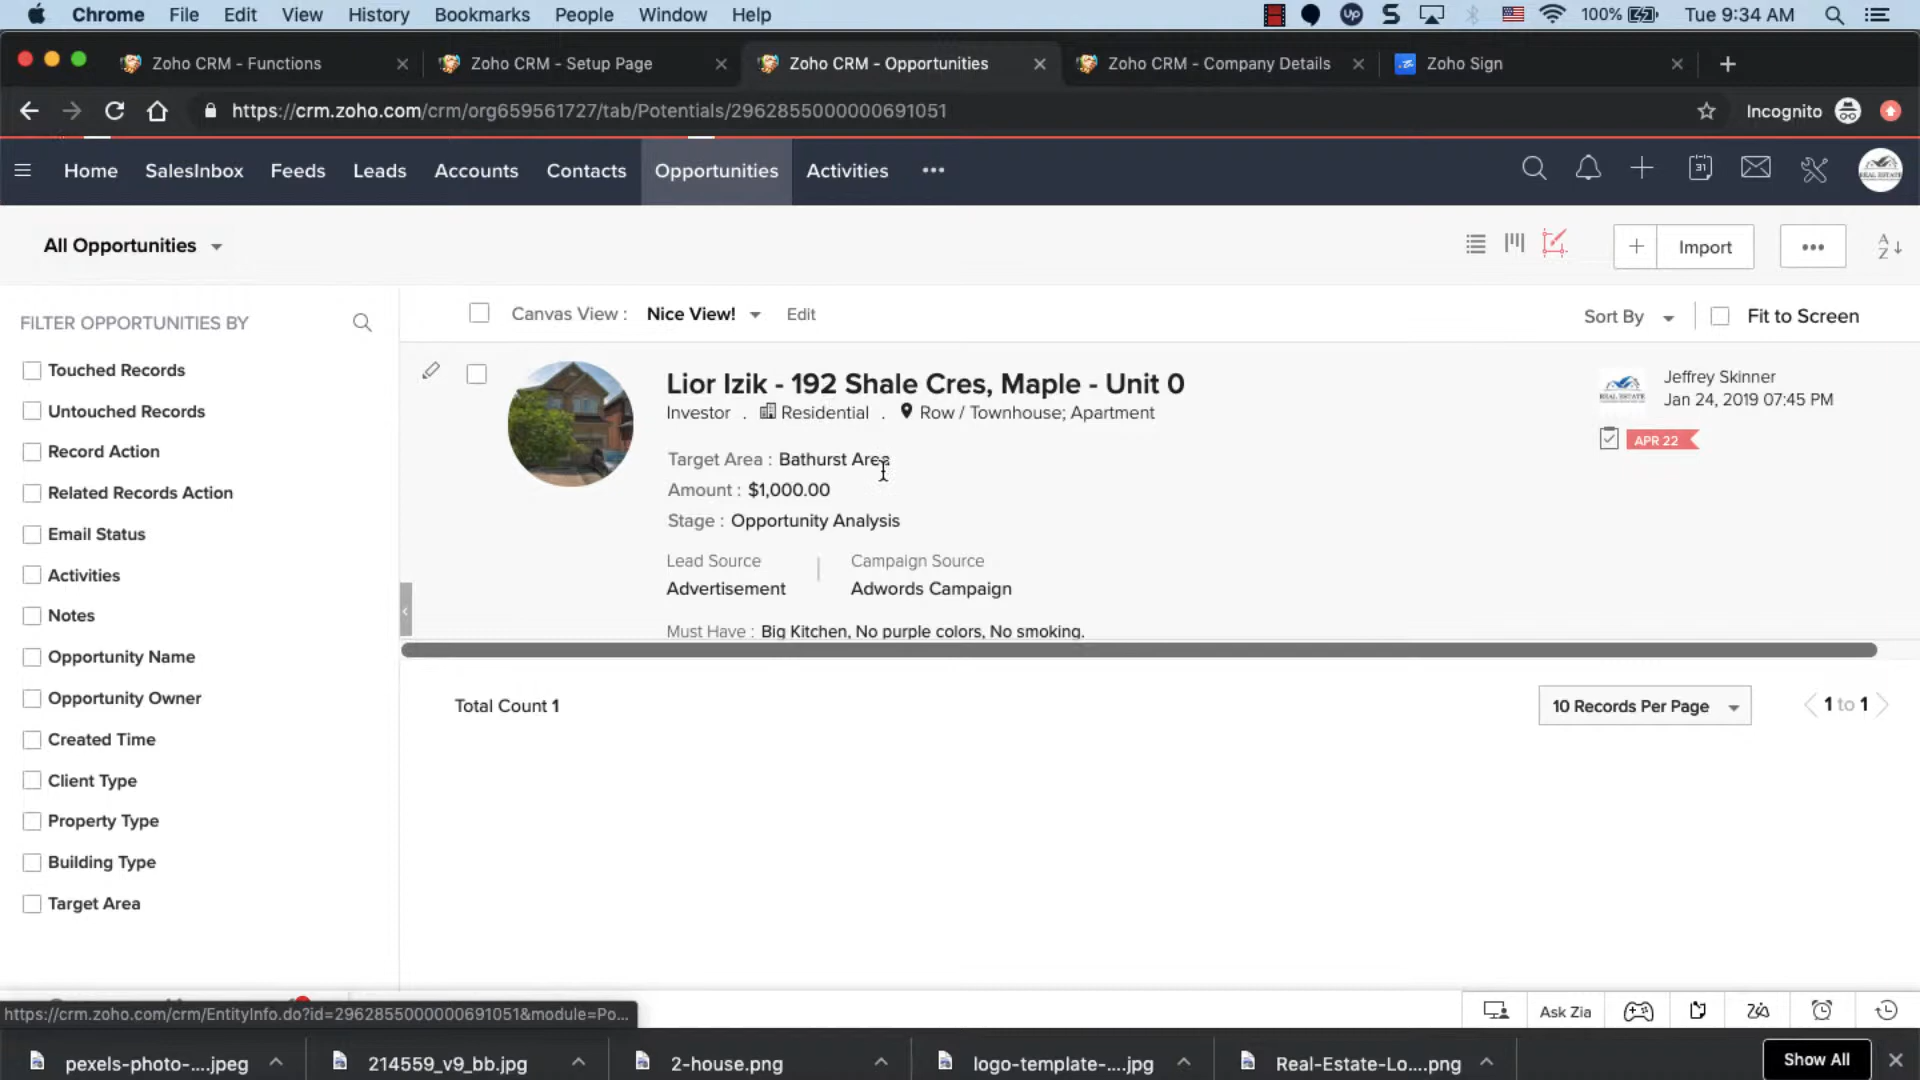 Chrome File Edit View History Bookmarks People Window Help
Up S 100% Tue 9:34 AM
Zoho CRM - Functions
Zoho CRM - Setup Page
Zoho CRM - Opportunities
Zoho CRM - Company Details
Zoho Sign
https://crm.zoho.com/crm/org659561727/tab/Potentials/2962855000000691051
Incognito
Home SalesInbox Feeds Leads Accounts Contacts Opportunities Activities
31
REAL ESTATE
All Opportunities
Import
A
Z
FILTER OPPORTUNITIES BY
Touched Records
Untouched Records
Record Action
Related Records Action
Email Status
Activities
Notes
Opportunity Name
Opportunity Owner
Created Time
Client Type
Property Type
Building Type
Target Area
Canvas View : Nice View! Edit
Sort By Fit to Screen
Lior Izik - 192 Shale Cres, Maple - Unit 0
Investor . Residential . Row / Townhouse; Apartment
Target Area : Bathurst Area
Amount : $1,000.00
Stage : Opportunity Analysis
Lead Source Campaign Source
Advertisement Adwords Campaign
Must Have : Big Kitchen, No purple colors, No smoking.
REAL ESTATE
Jeffrey Skinner
Jan 24, 2019 07:45 PM
APR 22
Total Count 1
10 Records Per Page
1 to 1
https://crm.zoho.com/crm/EntityInfo.do?id=2962855000000691051&module=Po...
Ask Zia
pexels-photo-....jpeg
214559_v9_bb.jpg
2-house.png
logo-template-....jpg
Real-Estate-Lo....png
Show All